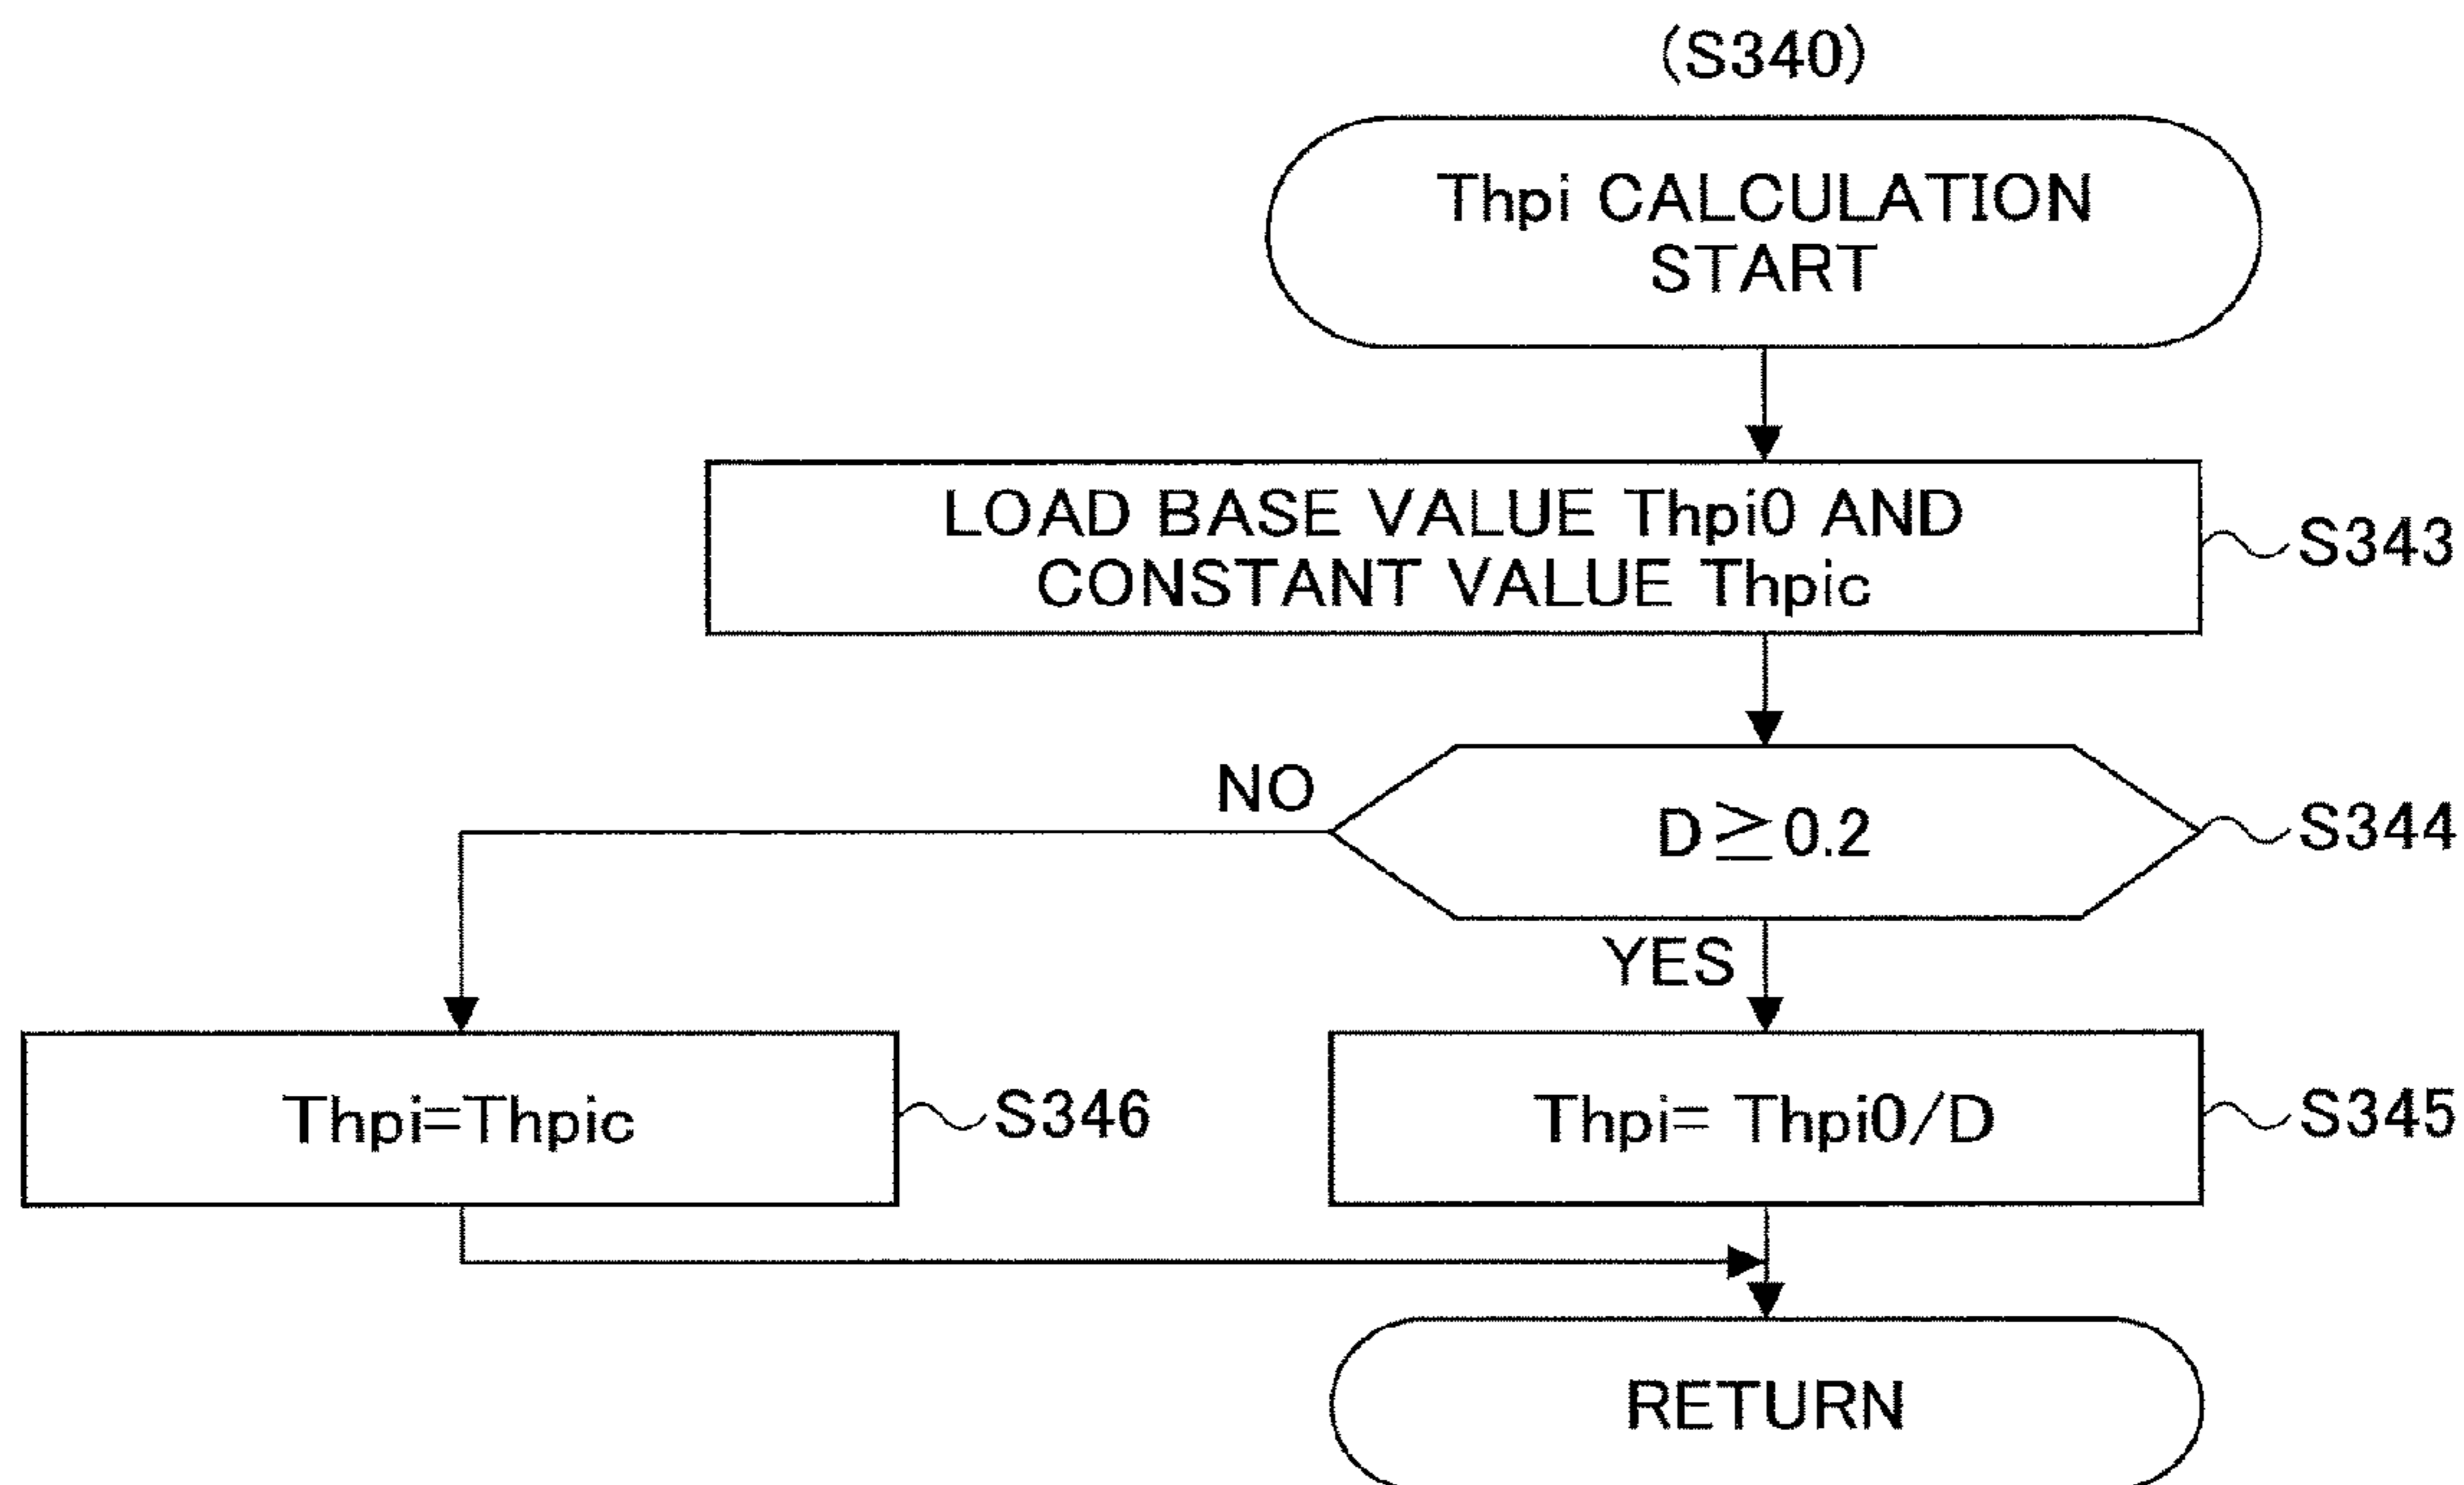 (S340)
Thpi CALCULATION
START
LOAD BASE VALUE Thpi0 AND
CONSTANT VALUE Thpic
S343
NO
D≧0.2
S344
YES
Thpi=Thpic
S346
Thpi= Thpi0/D
S345
RETURN